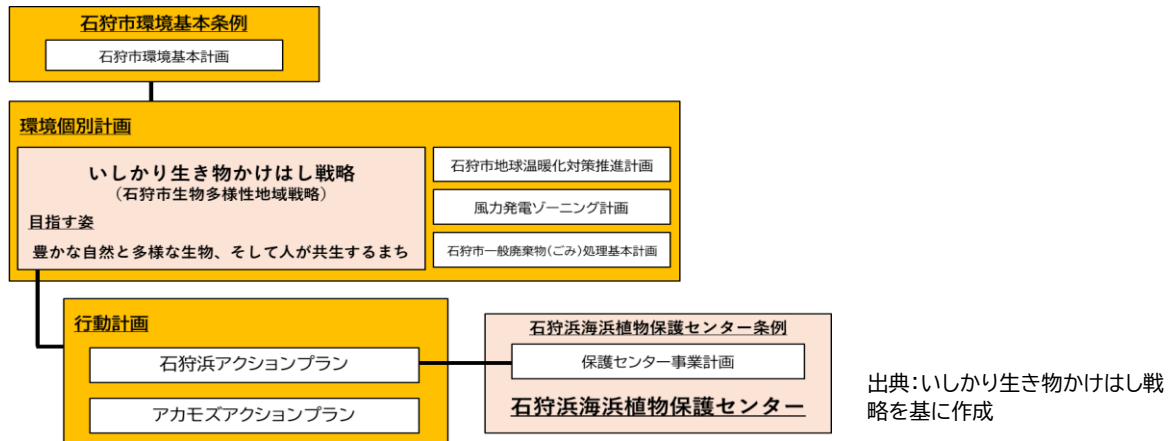 石狩市環境基本条例
石狩市環境基本計画
環境個別計画
いしかり生き物かけはし戦略
（石狩市生物多様性地域戦略）
目指す姿
豊かな自然と多様な生物、そして人が共生するまち
石狩市地球温暖化対策推進計画
風力発電ゾーニング計画
石狩市一般廃棄物(ごみ)処理基本計画
行動計画
石狩浜アクションプラン
アカモズアクションプラン
石狩浜海浜植物保護センター条例
保護センター事業計画
石狩浜海浜植物保護センター
出典：いしかり生き物かけはし戦
略を基に作成